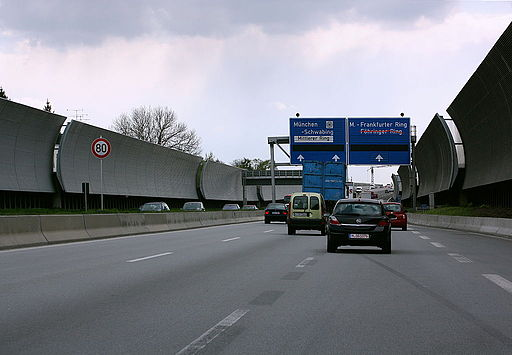 80
München
-Schwabing
Mittlerer Ring
M.-Frankfurter Ring
Föhringer Ring